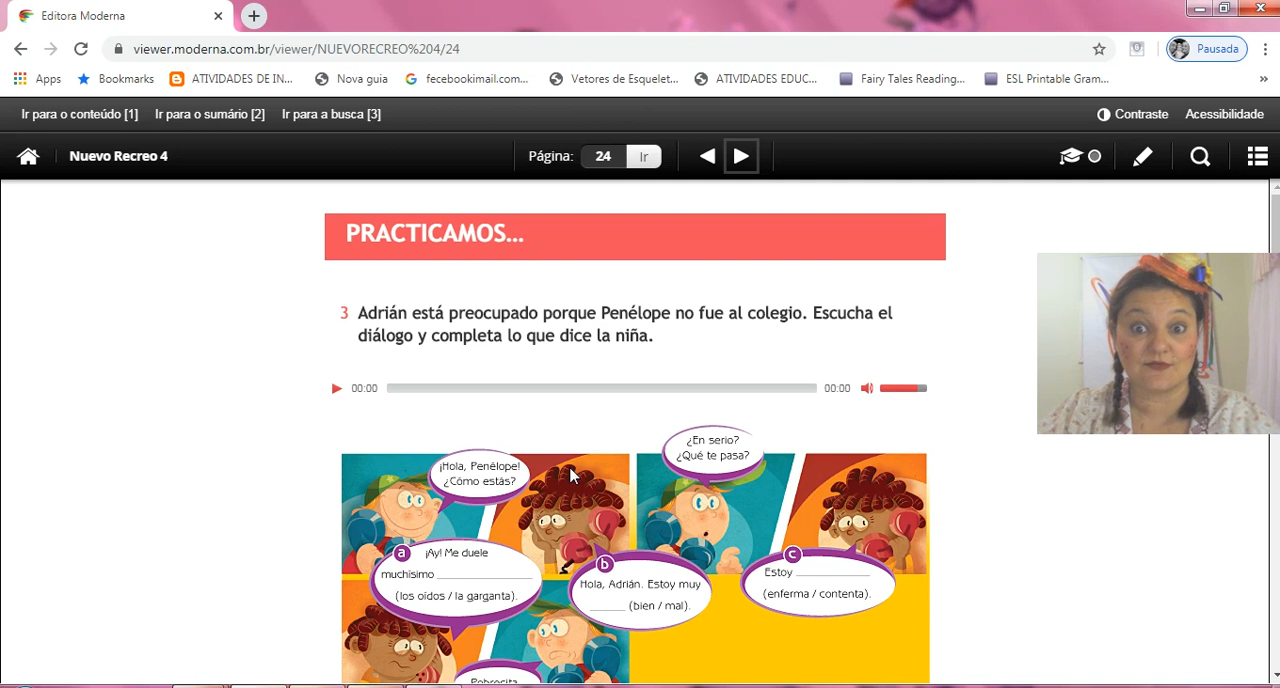 Editora Moderna
viewer.moderna.com.br/viewer/NUEVORECREO%204/24
Pausada
Apps
Bookmarks
ATIVIDADES DE IN...
Nova guia
fecebookimail.com...
Vetores de Esquelet...
ATIVIDADES EDUC...
Fairy Tales Reading...
ESL Printable Gram...
»
Ir para o conteúdo [1]
Ir para o sumário [2]
Ir para a busca [3]
Contraste
Acessibilidade
Nuevo Recreo 4
Página:
24
Ir
PRACTICAMOS...
3 Adrián está preocupado porque Penélope no fue al colegio. Escucha el
diálogo y completa lo que dice la niña.
00:00
00:00
¡Hola, Penélope!
¿Cómo estás?
¿En serio?
¿Qué te pasa?
a
¡Ay! Me duele
muchísimo ____________
(los oídos / la garganta).
b
Hola, Adrián. Estoy muy
______ (bien / mal).
c
Estoy ____________
(enferma / contenta).
Pobrecita